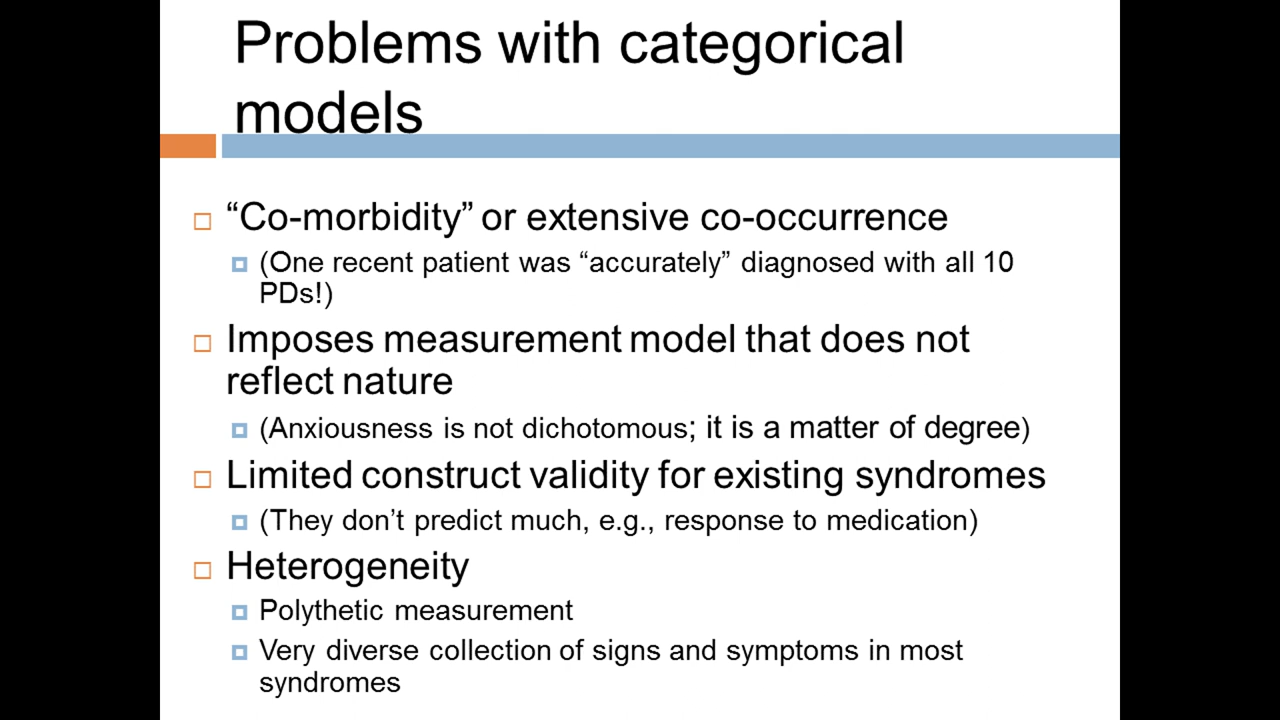 Problems with categorical
models
“Co-morbidity” or extensive co-occurrence
(One recent patient was “accurately” diagnosed with all 10
PDs!)
Imposes measurement model that does not
reflect nature
(Anxiousness is not dichotomous; it is a matter of degree)
Limited construct validity for existing syndromes
(They don’t predict much, e.g., response to medication)
Heterogeneity
Polythetic measurement
Very diverse collection of signs and symptoms in most
syndromes